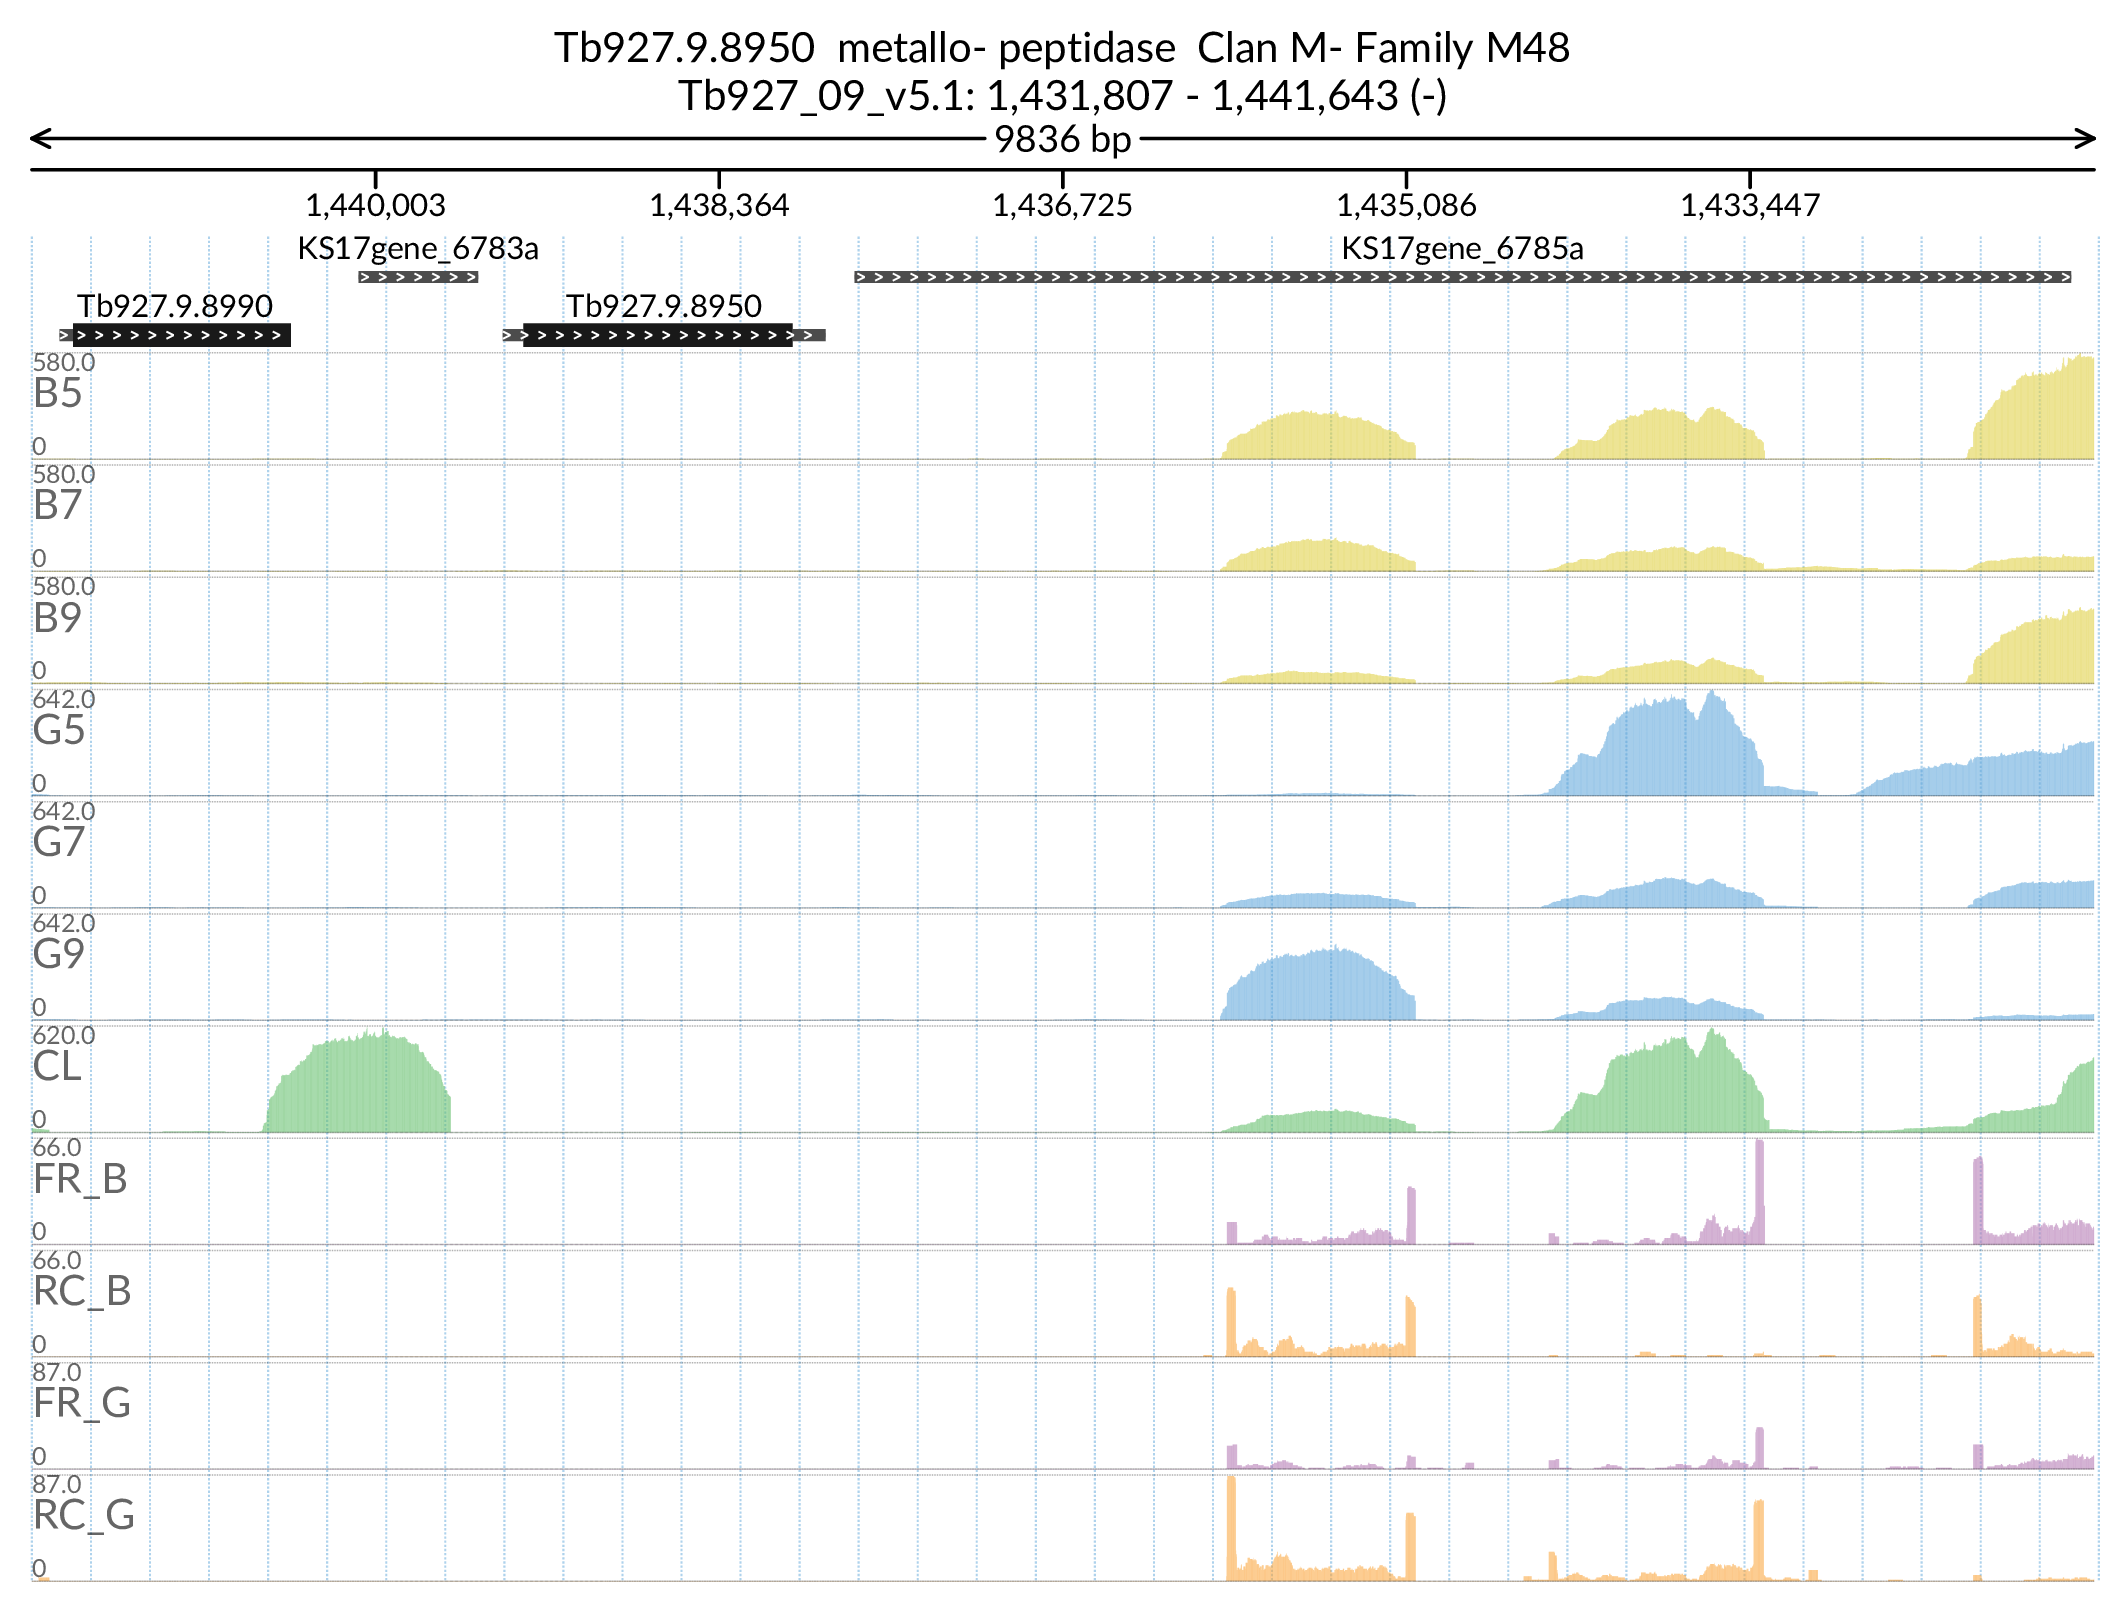 Tb927.9.8950  metallo- peptidase  Clan M- Family M48
Tb927_09_v5.1: 1,431,807 - 1,441,643 (-)
9836 bp
1,440,003 1,438,364 1,436,725 1,435,086 1,433,447
KS17gene_6783a KS17gene_6785a
Tb927.9.8990 Tb927.9.8950
580.0
B5
0
580.0
B7
0
580.0
B9
0
642.0
G5
0
642.0
G7
0
642.0
G9
0
620.0
CL
0
66.0
FR_B
0
66.0
RC_B
0
87.0
FR_G
0
87.0
RC_G
0